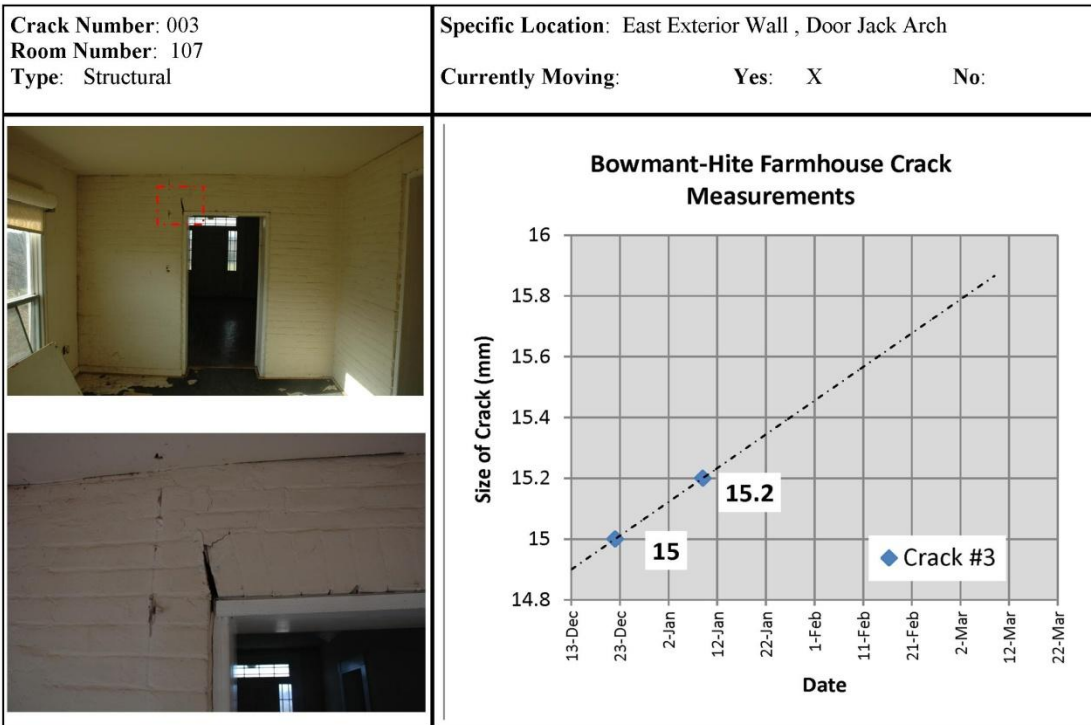 Crack Number: 003
Room Number: 107
Type: Structural
Specific Location: East Exterior Wall , Door Jack Arch
Currently Moving: Yes: X No:
Bowmant-Hite Farmhouse Crack
Measurements
Size of Crack (mm)
16
15.8
15.6
15.4
15.2
15
14.8
15.2
15
Crack #3
13-Dec
23-Dec
2-Jan
12-Jan
22-Jan
1-Feb
11-Feb
21-Feb
2-Mar
12-Mar
22-Mar
Date